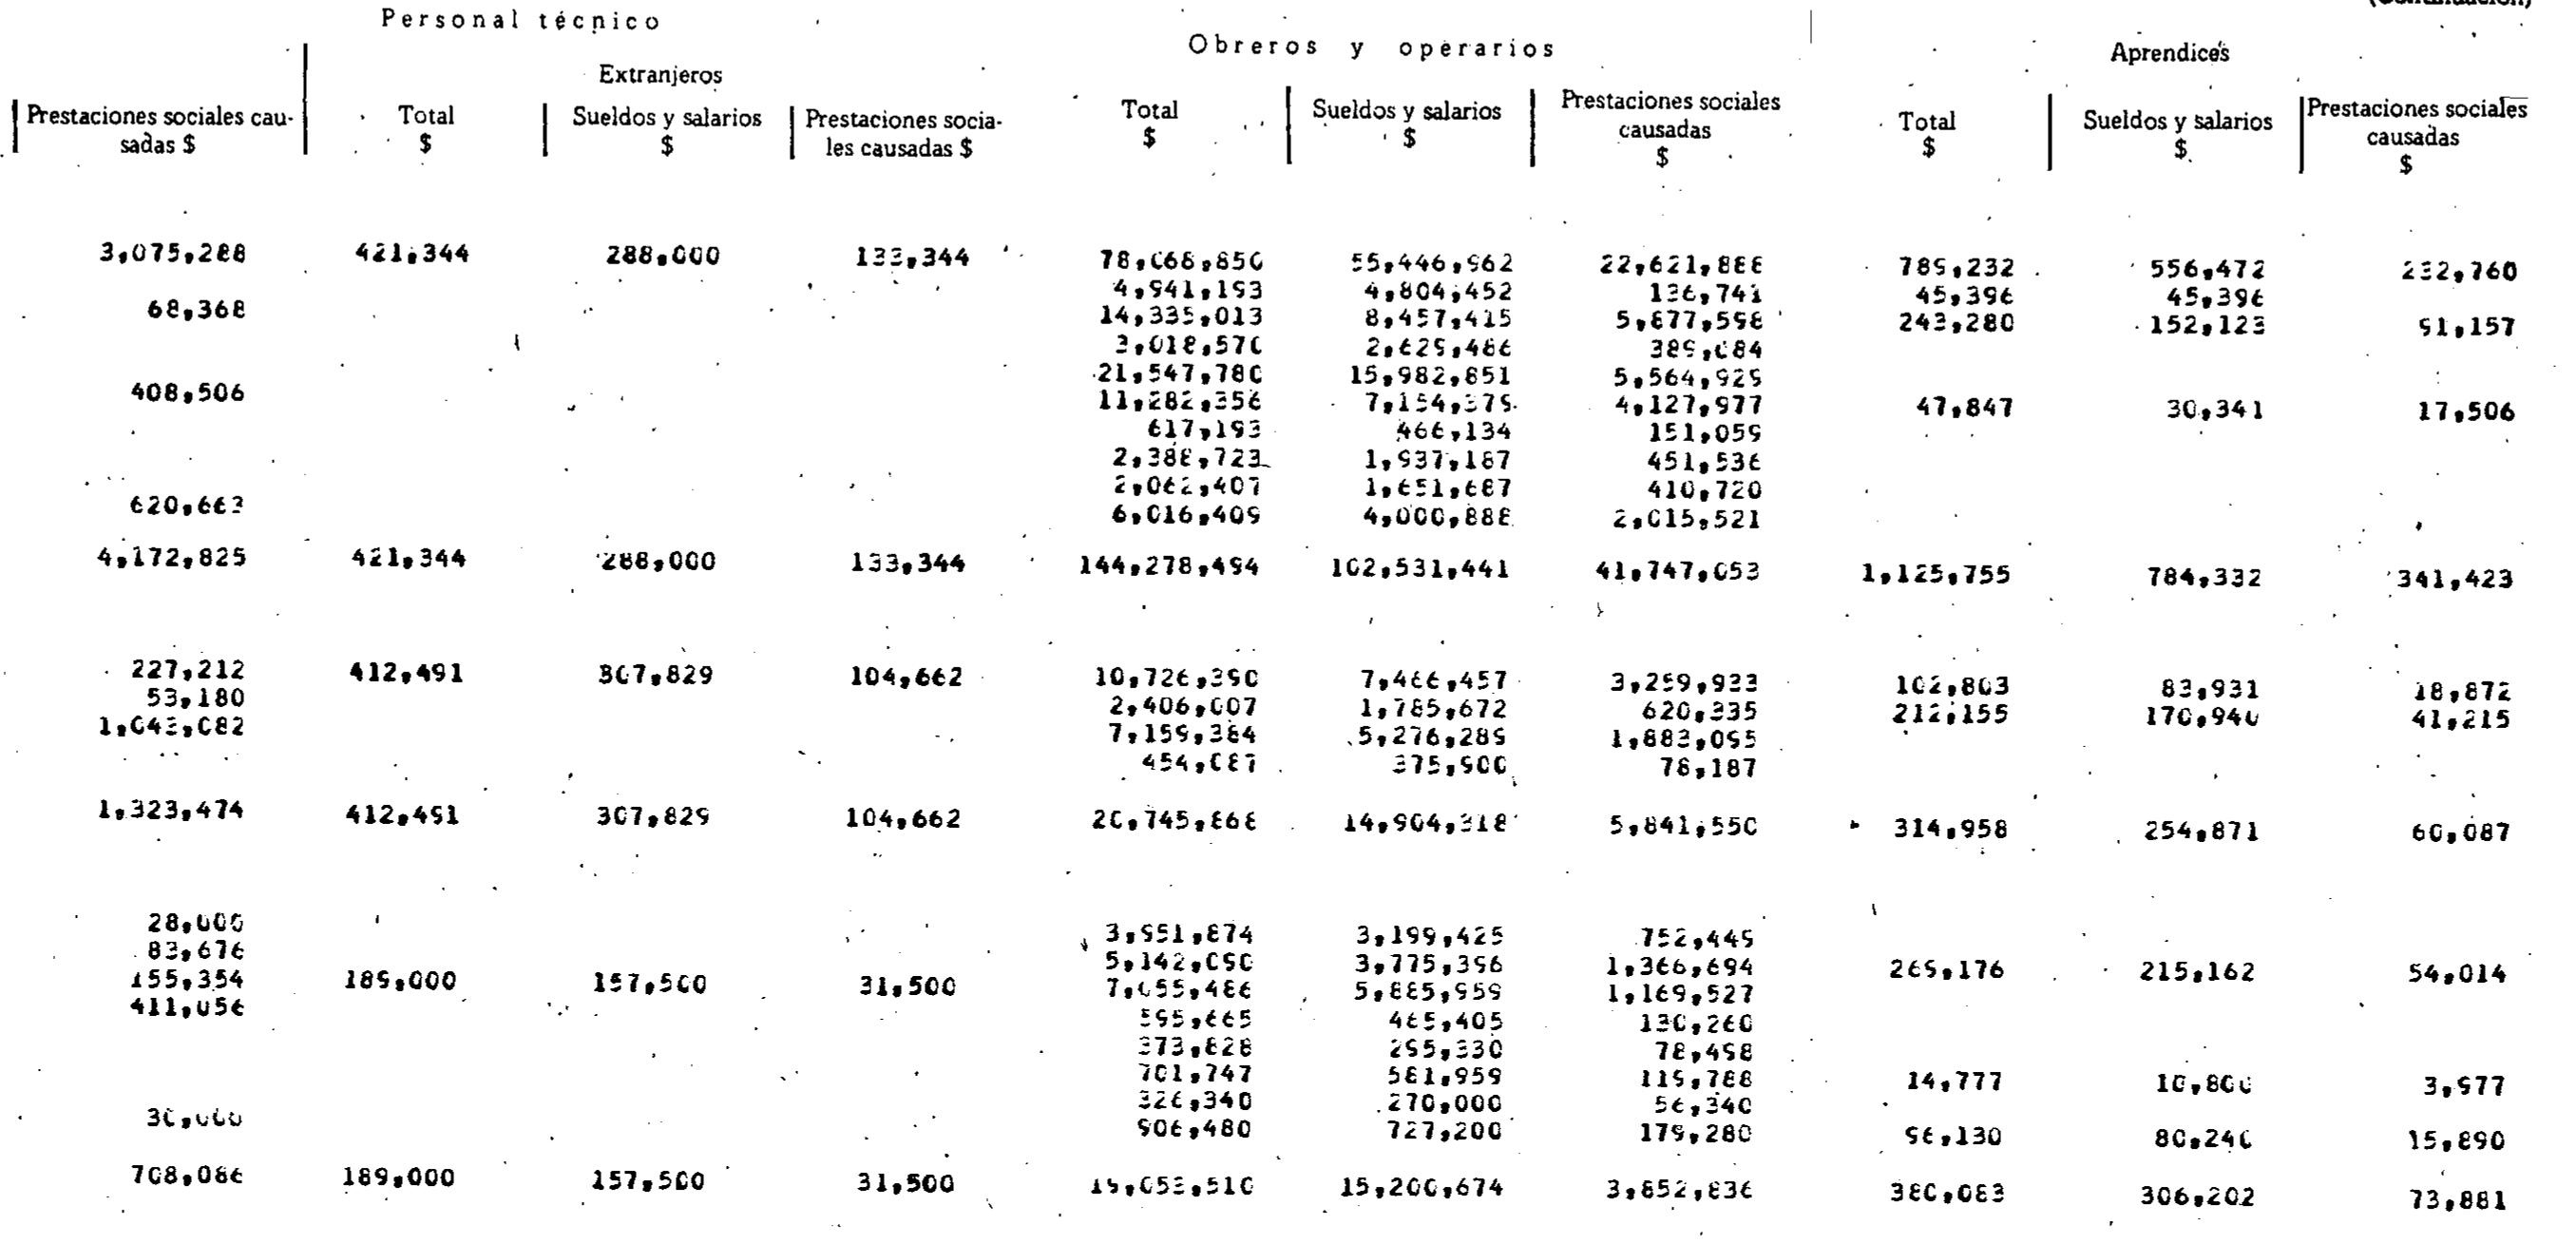 (Continuación)
Personal técnico
Obreros y operarios
Aprendices
Extranjeros
Prestaciones sociales cau- Total Sueldos y salarios Prestaciones socia- Total Sueldos y salarios Prestaciones sociales Total Sueldos y salarios Prestaciones sociales
sadas $ $ $ les causadas $ $ $ causadas $ $ causadas
$ $
3,075,288 421,344 288,000 133,344 78,068,850 55,446,962 22,621,888 789,232 556,472 232,760
4,941,193 4,804,452 136,741 45,396 45,396
68,368 14,335,013 8,457,415 5,877,598 243,280 152,123 91,157
3,018,570 2,629,486 389,084
21,547,780 15,982,851 5,564,929
408,506 11,282,356 7,154,379 4,127,977 47,847 30,341 17,506
617,193 466,134 151,059
2,388,723 1,937,187 451,536
2,062,407 1,651,687 410,720
620,663 6,016,409 4,000,888 2,015,521
4,172,825 421,344 288,000 133,344 144,278,494 102,531,441 41,747,053 1,125,755 784,332 341,423
227,212 412,491 307,829 104,662 10,726,390 7,466,457 3,259,933 102,803 83,931 18,872
53,180 2,406,007 1,785,672 620,335 212,155 170,940 41,215
1,043,082 7,159,384 5,276,289 1,883,095
454,087 375,900 78,187
1,323,474 412,491 307,829 104,662 20,745,868 14,904,318 5,841,550 314,958 254,871 60,087
28,000 3,951,874 3,199,425 752,449
83,676 5,142,090 3,775,396 1,366,694 269,176 215,162 54,014
155,354 189,000 157,500 31,500 7,055,486 5,885,959 1,169,527
411,056 595,665 465,405 130,260
373,828 295,330 78,498
701,747 581,959 119,788 14,777 10,800 3,977
326,340 270,000 56,340
30,000 906,480 727,200 179,280 96,130 80,240 15,890
708,086 189,000 157,500 31,500 19,053,510 15,200,674 3,852,836 380,083 306,202 73,881